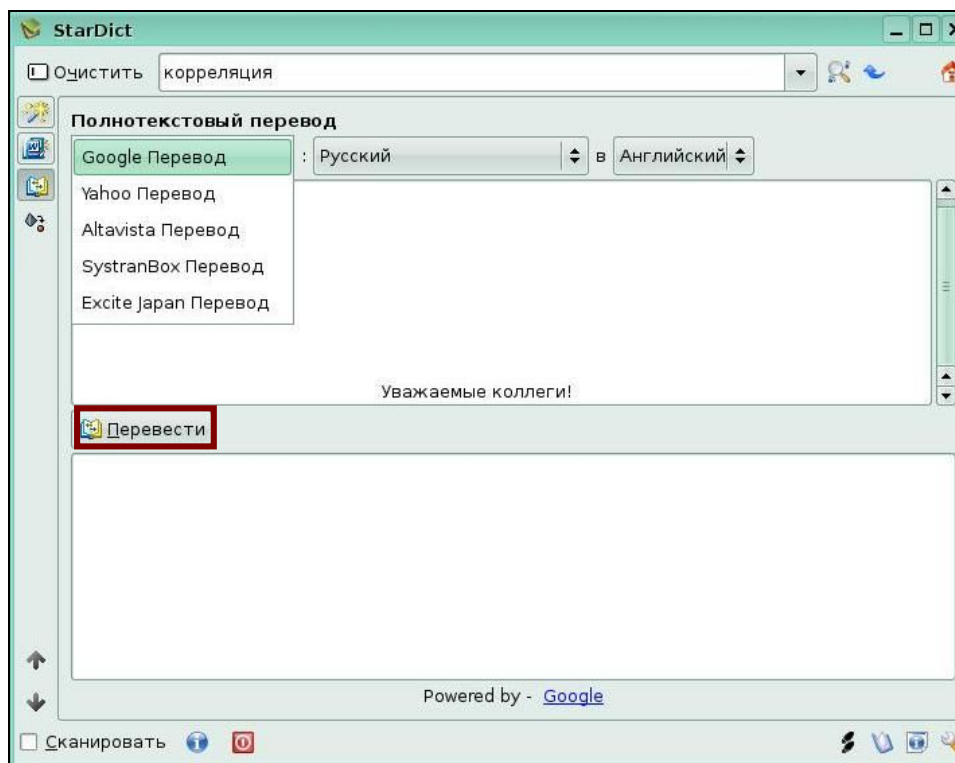 StarDict
Очистить корреляция
Полнотекстовый перевод
Google Перевод : Русский в Английский
Yahoo Перевод
Altavista Перевод
SystranBox Перевод
Excite Japan Перевод
Уважаемые коллеги!
Перевести
Powered by - Google
Сканировать